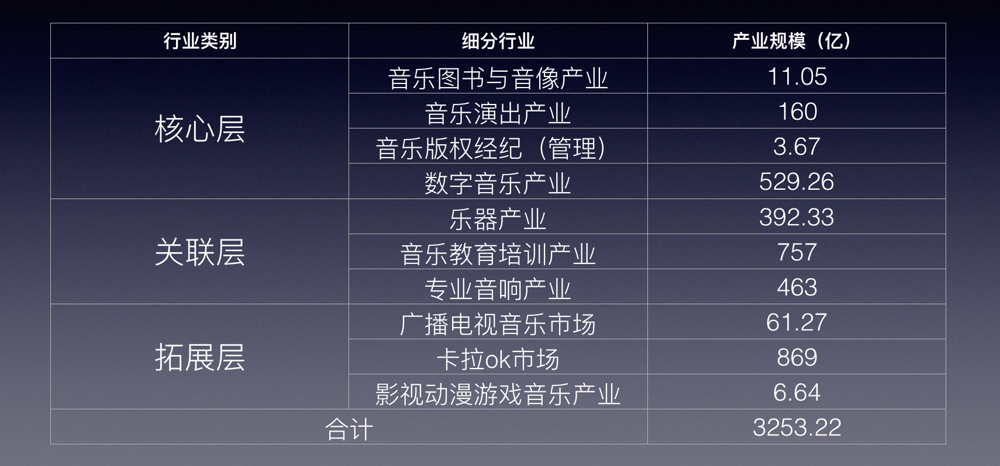 行业类别 细分行业 产业规模（亿）
核心层
音乐图书与音像产业 11.05
音乐演出产业 160
音乐版权经纪（管理） 3.67
数字音乐产业 529.26
关联层
乐器产业 392.33
音乐教育培训产业 757
专业音响产业 463
拓展层
广播电视音乐市场 61.27
卡拉ok市场 869
影视动漫游戏音乐产业 6.64
合计 3253.22